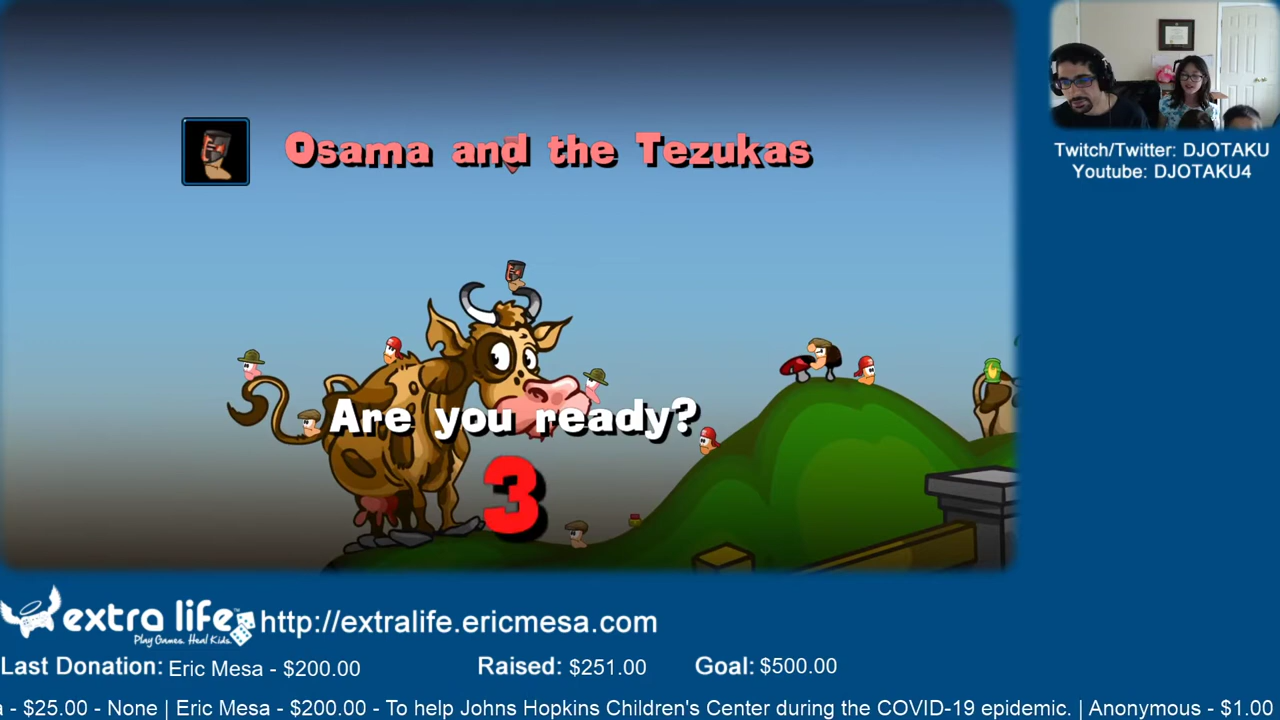 Osama and the Tezukas
Twitch/Twitter: DJOTAKU
Youtube: DJOTAKU4
Are you ready?
3
extra life
Play Games. Heal Kids.
http://extralife.ericmesa.com
Last Donation: Eric Mesa - $200.00
Raised: $251.00
Goal: $500.00
- $25.00 - None | Eric Mesa - $200.00 - To help Johns Hopkins Children's Center during the COVID-19 epidemic. | Anonymous - $1.00